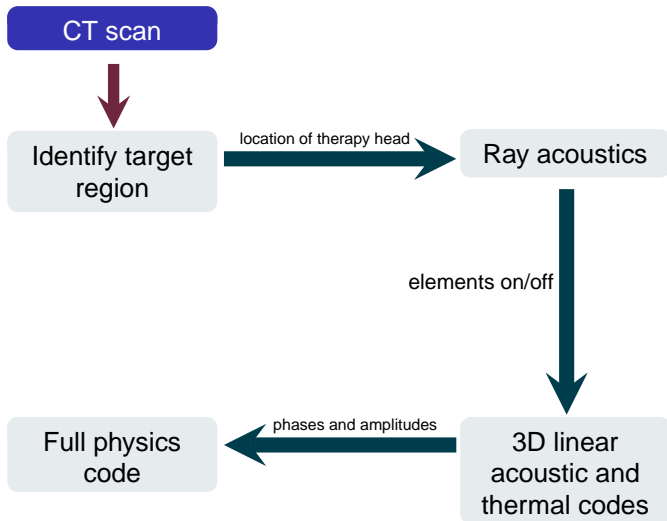 CT scan
Identify target
region
location of therapy head
Ray acoustics
elements on/off
3D linear
acoustic and
thermal codes
phases and amplitudes
Full physics
code